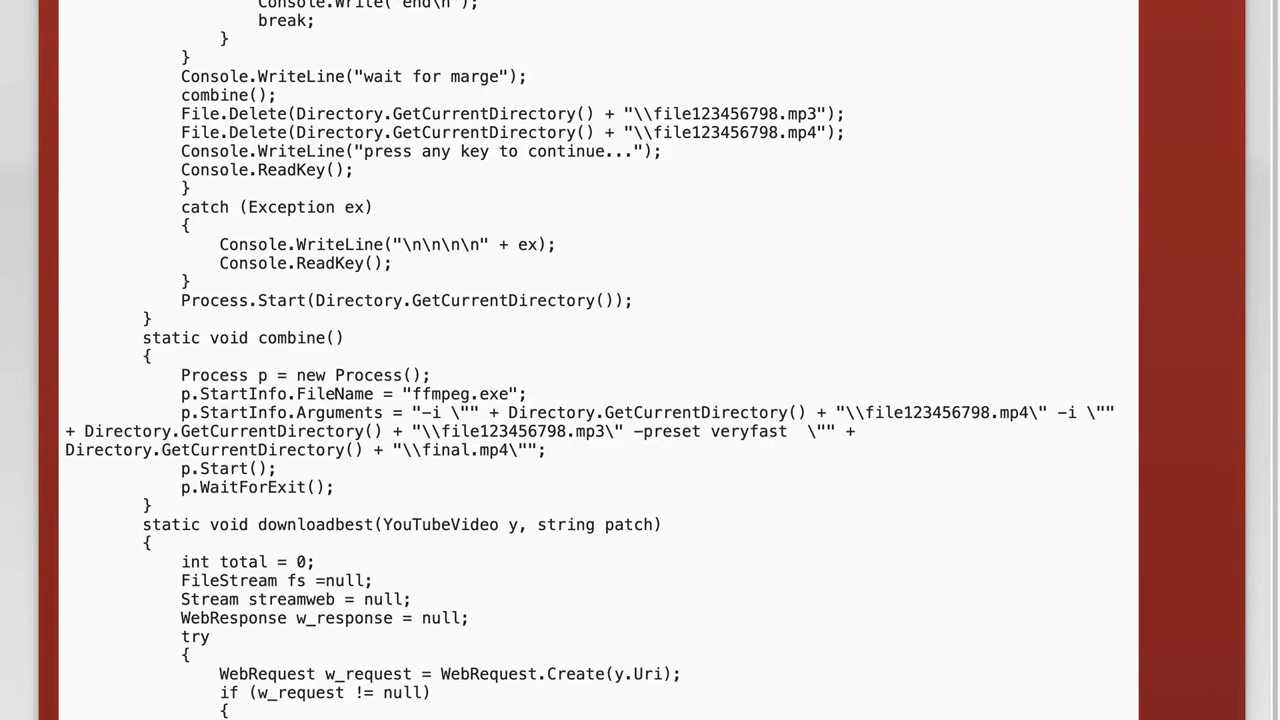 Console.Write("end\n");
break;
}
}
Console.WriteLine("wait for marge");
combine();
File.Delete(Directory.GetCurrentDirectory() + "\\file123456798.mp3");
File.Delete(Directory.GetCurrentDirectory() + "\\file123456798.mp4");
Console.WriteLine("press any key to continue...");
Console.ReadKey();
}
catch (Exception ex)
{
Console.WriteLine("\n\n\n\n" + ex);
Console.ReadKey();
}
Process.Start(Directory.GetCurrentDirectory());
}
static void combine()
{
Process p = new Process();
p.StartInfo.FileName = "ffmpeg.exe";
p.StartInfo.Arguments = "-i \"" + Directory.GetCurrentDirectory() + "\\file123456798.mp4\" -i \""
+ Directory.GetCurrentDirectory() + "\\file123456798.mp3\" -preset veryfast  \"" +
Directory.GetCurrentDirectory() + "\\final.mp4\"";
p.Start();
p.WaitForExit();
}
static void downloadbest(YouTubeVideo y, string patch)
{
int total = 0;
FileStream fs =null;
Stream streamweb = null;
WebResponse w_response = null;
try
{
WebRequest w_request = WebRequest.Create(y.Uri);
if (w_request != null)
{